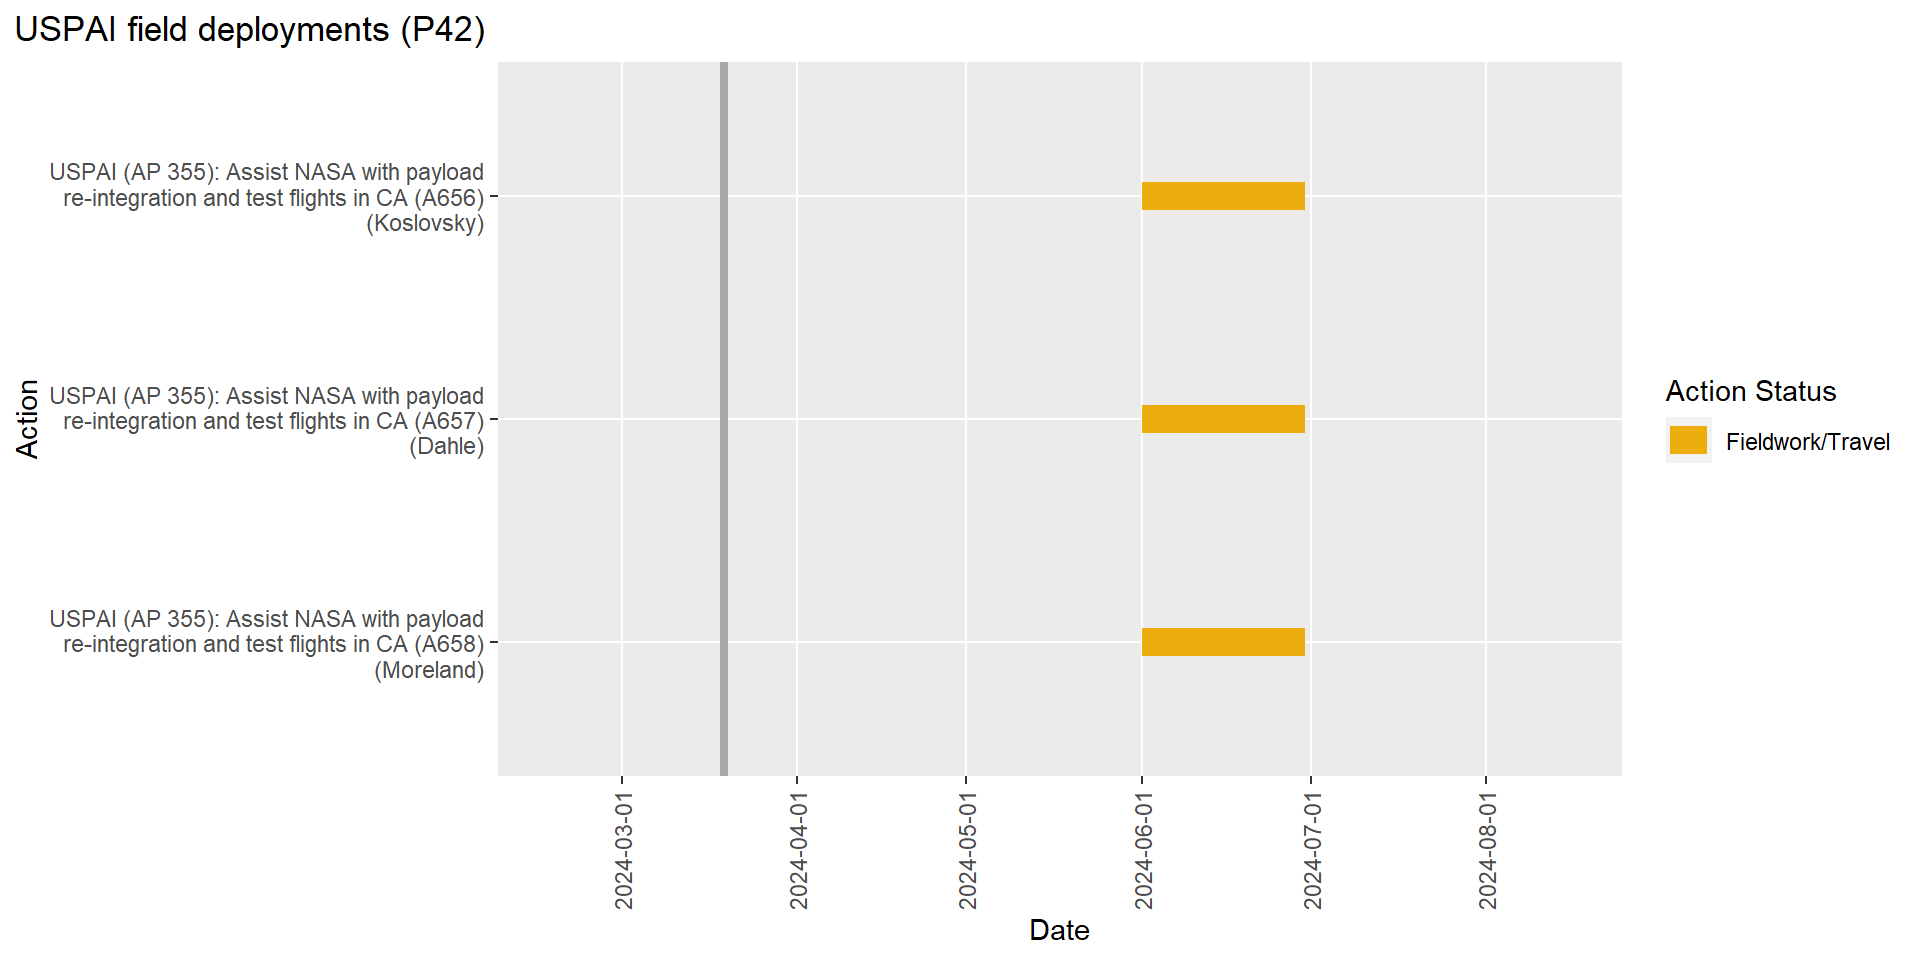 USPAI field deployments (P42)
USPAI (AP 355): Assist NASA with payload
re-integration and test flights in CA (A656)
(Koslovsky)
USPAI (AP 355): Assist NASA with payload
re-integration and test flights in CA (A657)
(Dahle)
USPAI (AP 355): Assist NASA with payload
re-integration and test flights in CA (A658)
(Moreland)
Action
2024-03-01
2024-04-01
2024-05-01
2024-06-01
2024-07-01
2024-08-01
Date
Action Status
Fieldwork/Travel